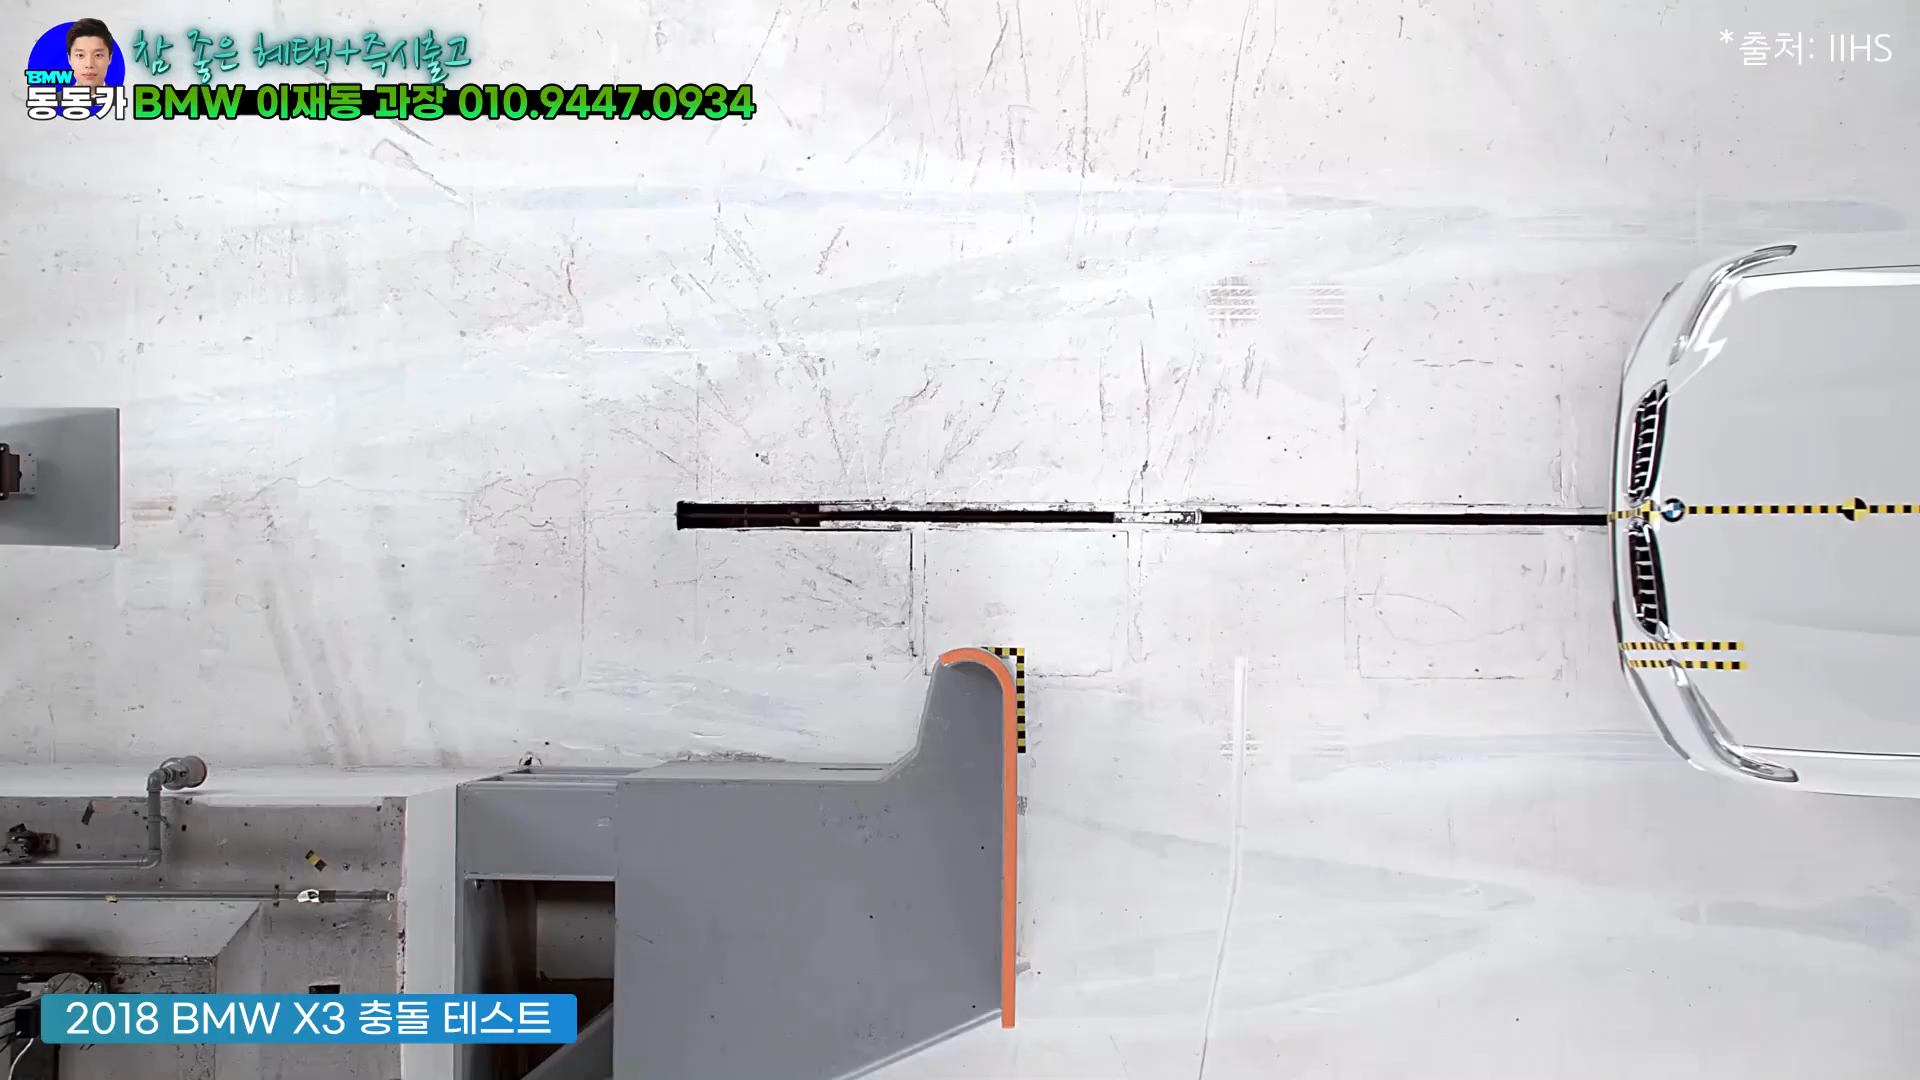 참 좋은 혜택+즉시출고
*출처: IIHS
BMW
동동카 BMW 이재동 과장 010.9447.0934
2018 BMW X3 충돌 테스트